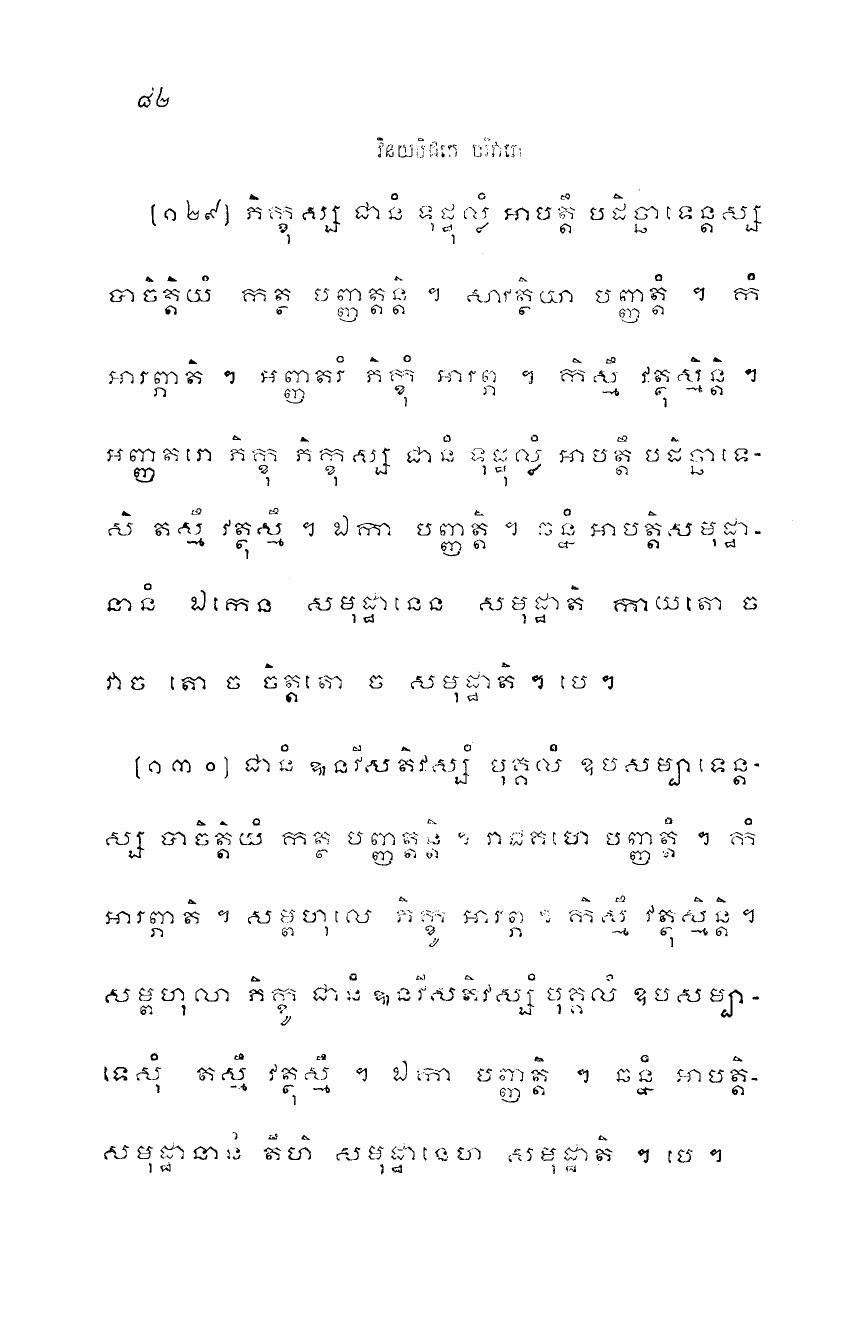 ៨២
វិនយបិដកេ បរិវារេ
(១២៩) ភិក្ខុស្ស ជានំ ទុដ្ឋុល្លំ អាបត្តឹ បដិច្ឆាទេន្តស្ស
បាចិត្តិយំ កត្ថ បញ្ញត្តន្តិ ។ សាវត្ថិយា បញ្ញត្តំ ។ កំ
អារព្ភាតិ ។ អញ្ញតរំ ភិក្ខុំ អារព្ភ ។ កិស្មឹ វត្ថុស្មិន្តិ ។
អញ្ញតរោ ភិក្ខុ ភិក្ខុស្ស ជានំ ទុដ្ឋុល្លំ អាបត្តឹ បដិច្ឆាទេ-
សិ តស្មឹ វត្ថុស្មឹ ។ ឯកា បញ្ញត្តិ ។ ឆន្នំ អាបត្តិសមុដ្ឋា-
នានំ ឯកេន សមុដ្ឋានេន សមុដ្ឋាតិ កាយតោ ច
វាច តោ ច ចិត្តតោ ច សមុដ្ឋាតិ ។ បេ ។
(១៣០) ជានំ ឩនវីសតិវស្សំ បុគ្គលំ ឧបសម្បាទេន្ត-
ស្ស បាចិត្តិយំ កត្ថ បញ្ញត្តន្តិ ។ រាជគហេ បញ្ញត្តំ ។ កំ
អារព្ភាតិ ។ សម្ពហុលេ ភិក្ខូ អារព្ភ ។ កិស្មឹ វត្ថុស្មិន្តិ ។
សម្ពហុលា ភិក្ខូ ជានំ ឩនវីសតិវស្សំ បុគ្គលំ ឧបសម្បា-
ទេសុំ តស្មឹ វត្ថុស្មឹ ។ ឯកា បញ្ញត្តិ ។ ឆន្នំ អាបត្តិ-
សមុដ្ឋានានំ តីហិ សមុដ្ឋានេហិ សមុដ្ឋាតិ ។ បេ ។